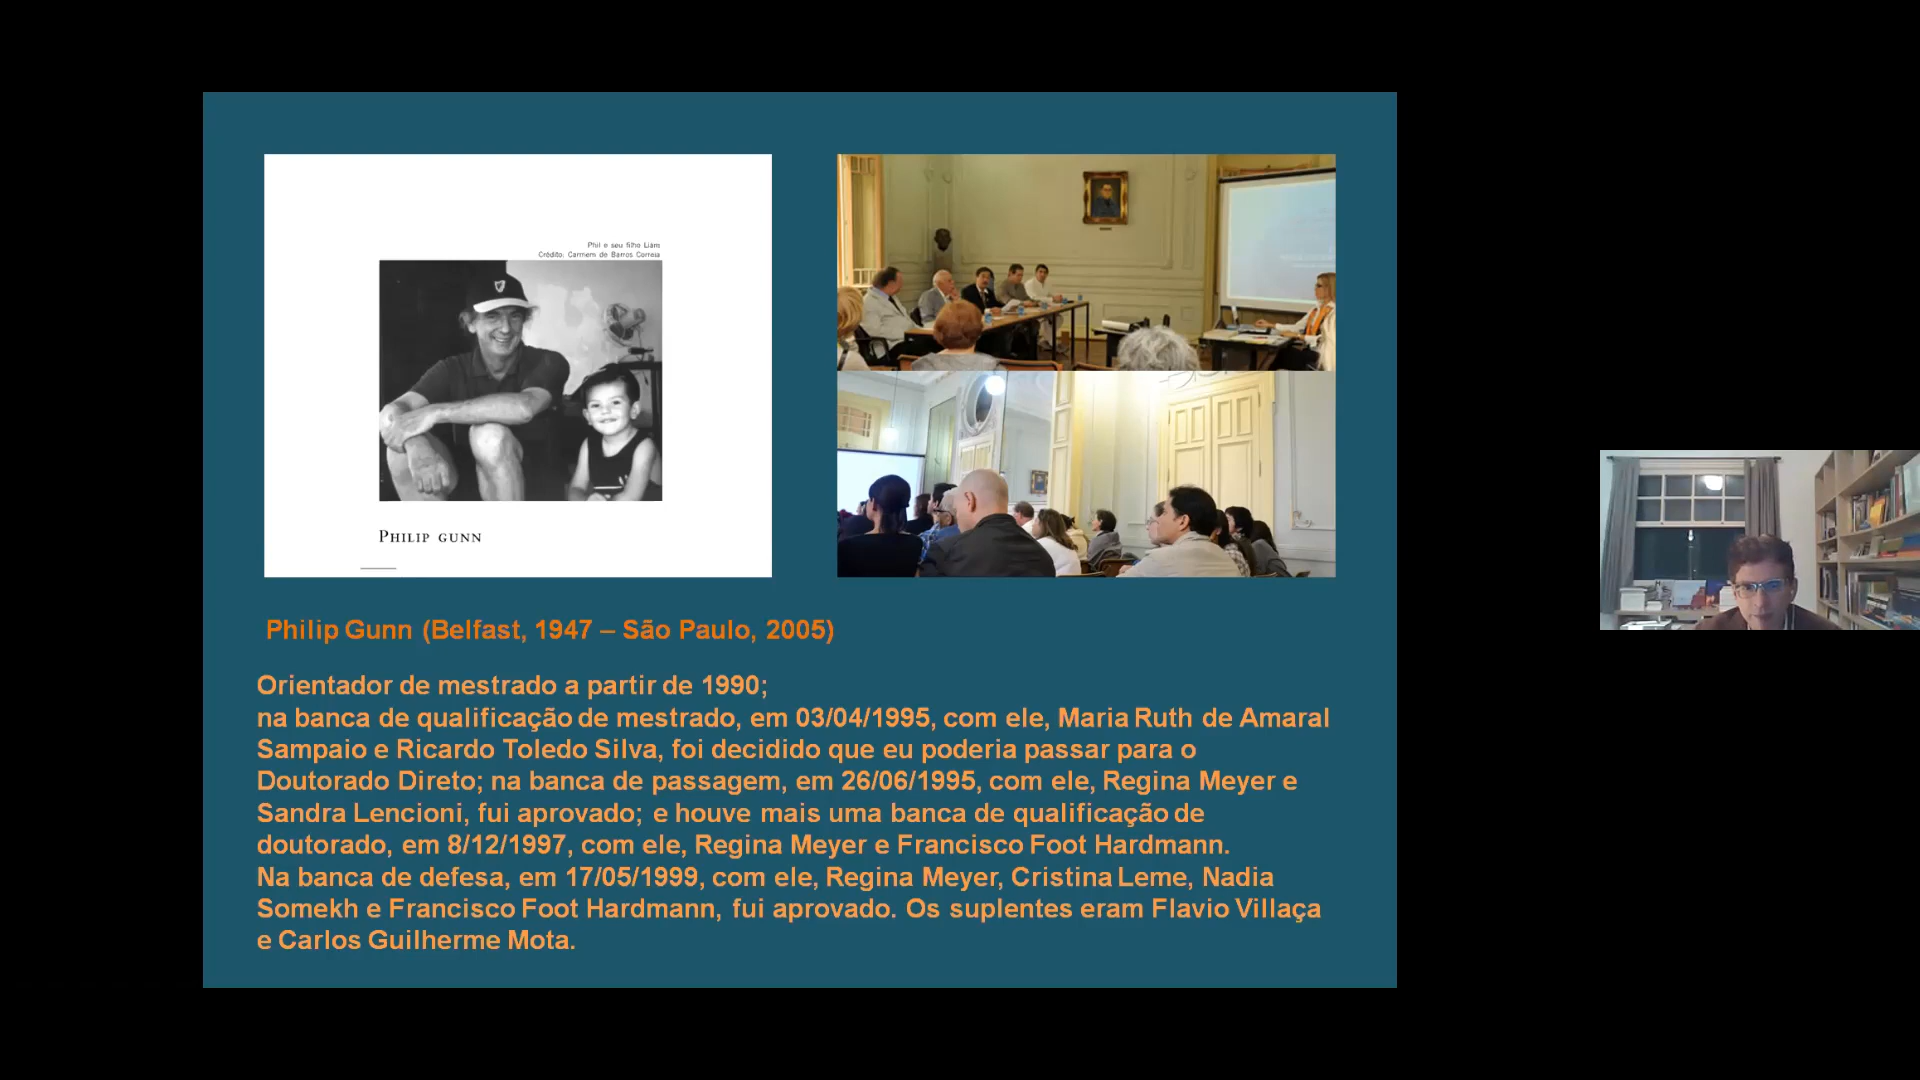 Phil e seu filho Liam
Crédito: Carmem de Barros Correia
PHILIP GUNN
Philip Gunn (Belfast, 1947 – São Paulo, 2005)
Orientador de mestrado a partir de 1990;
na banca de qualificação de mestrado, em 03/04/1995, com ele, Maria Ruth de Amaral
Sampaio e Ricardo Toledo Silva, foi decidido que eu poderia passar para o
Doutorado Direto; na banca de passagem, em 26/06/1995, com ele, Regina Meyer e
Sandra Lencioni, fui aprovado; e houve mais uma banca de qualificação de
doutorado, em 8/12/1997, com ele, Regina Meyer e Francisco Foot Hardmann.
Na banca de defesa, em 17/05/1999, com ele, Regina Meyer, Cristina Leme, Nadia
Somekh e Francisco Foot Hardmann, fui aprovado. Os suplentes eram Flavio Villaça
e Carlos Guilherme Mota.